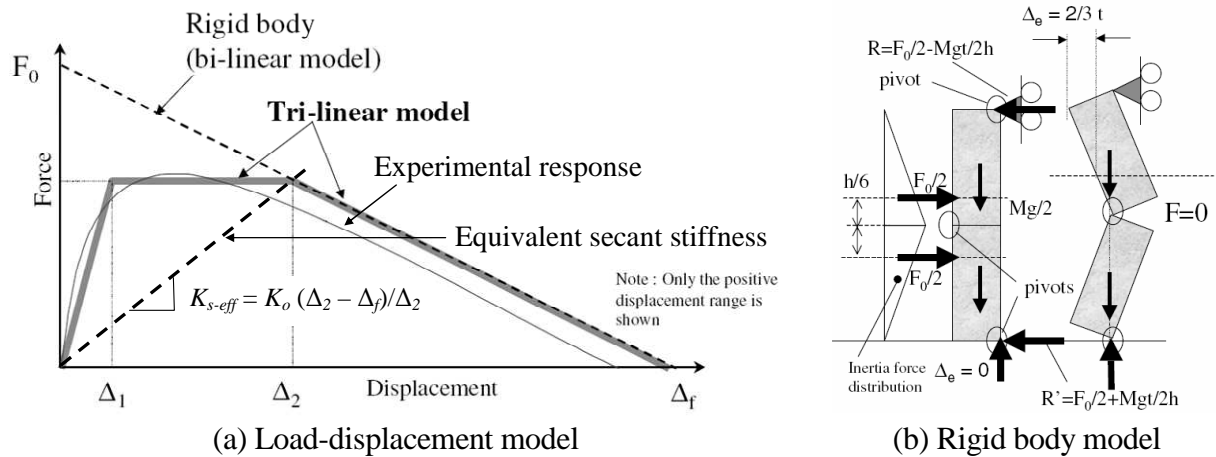 Rigid body
(bi-linear model)
F0
Tri-linear model
Experimental response
Force
Equivalent secant stiffness
Ks-eff = Ko (Δ2 – Δf)/Δ2
Note : Only the positive
displacement range is
shown
Δ1
Δ2
Displacement
Δf
(a) Load-displacement model
Δe = 2/3 t
R=F0/2-Mgt/2h
pivot
h/6
F0/2
Mg/2
F=0
F0/2
pivots
Inertia force
distribution
Δe = 0
R'=F0/2+Mgt/2h
(b) Rigid body model